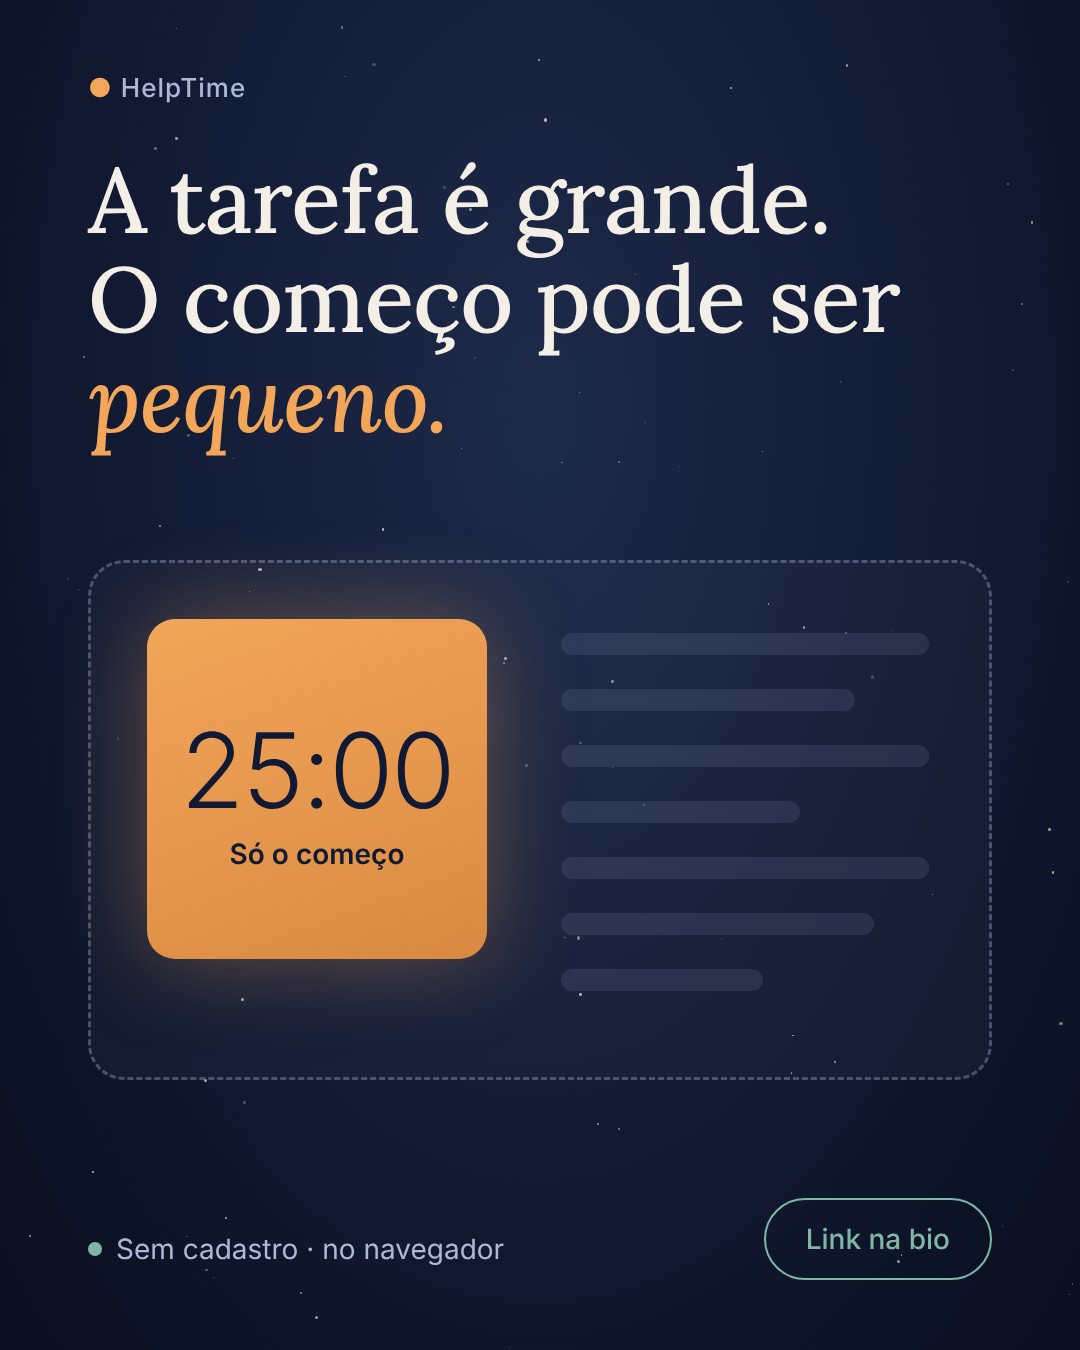 HelpTime
A tarefa é grande.
O começo pode ser
pequeno.
25:00
Só o começo
Sem cadastro · no navegador
Link na bio